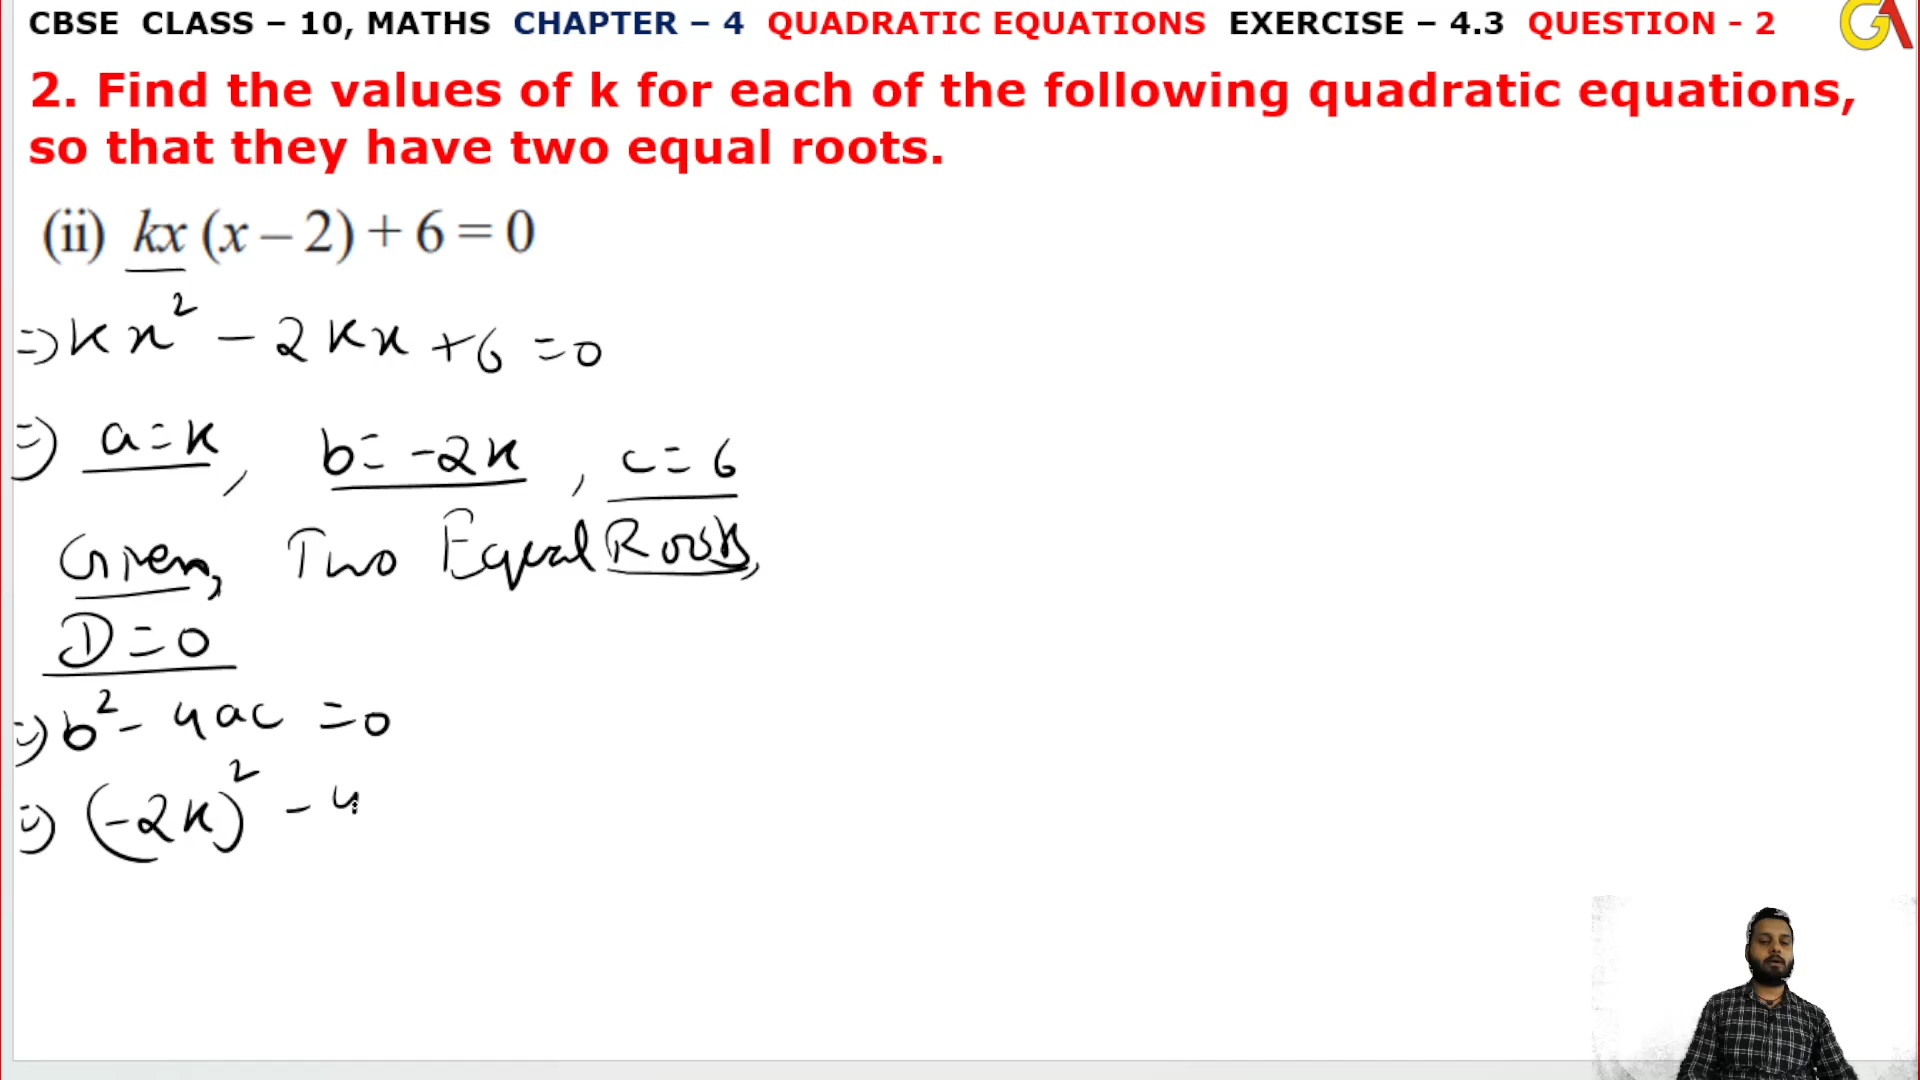 CBSE CLASS – 10, MATHS CHAPTER – 4 QUADRATIC EQUATIONS EXERCISE – 4.3 QUESTION - 2
GA
2. Find the values of k for each of the following quadratic equations,
so that they have two equal roots.
(ii) kx (x – 2) + 6 = 0
⇒ kx² - 2kx + 6 = 0
⇒ a = k, b = -2k, c = 6
Given, Two Equal Roots,
D = 0
⇒ b² - 4ac = 0
⇒ (-2k)² - 4